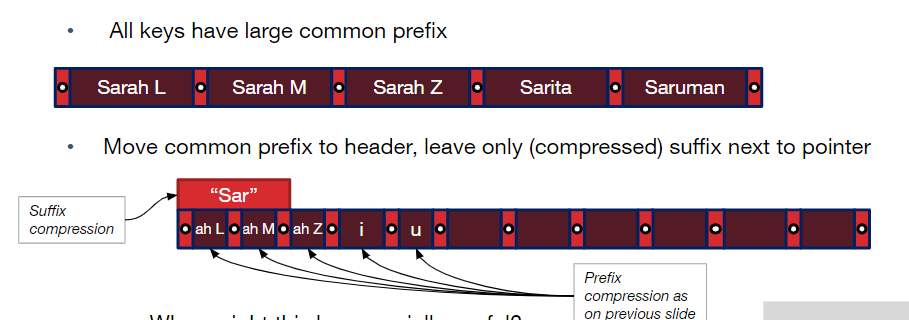 • All keys have large common prefix
Sarah L Sarah M Sarah Z Sarita Saruman
• Move common prefix to header, leave only (compressed) suffix next to pointer
“Sar”
Suffix
compression
ah L ah M ah Z i u
Prefix
compression as
on previous slide